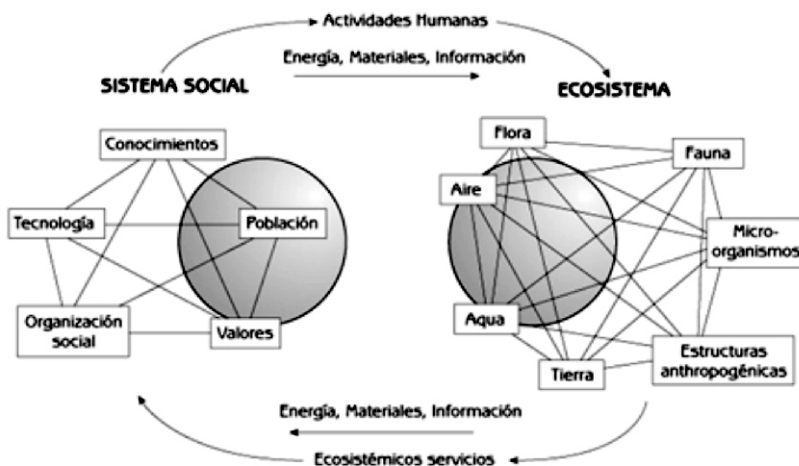 Actividades Humanas
Energía, Materiales, Información
SISTEMA SOCIAL
ECOSISTEMA
Conocimientos
Tecnología
Población
Organización
social
Valores
Flora
Fauna
Aire
Micro-
organismos
Aqua
Tierra
Estructuras
anthropogénicas
Energía, Materiales, Información
Ecosistémicos servicios